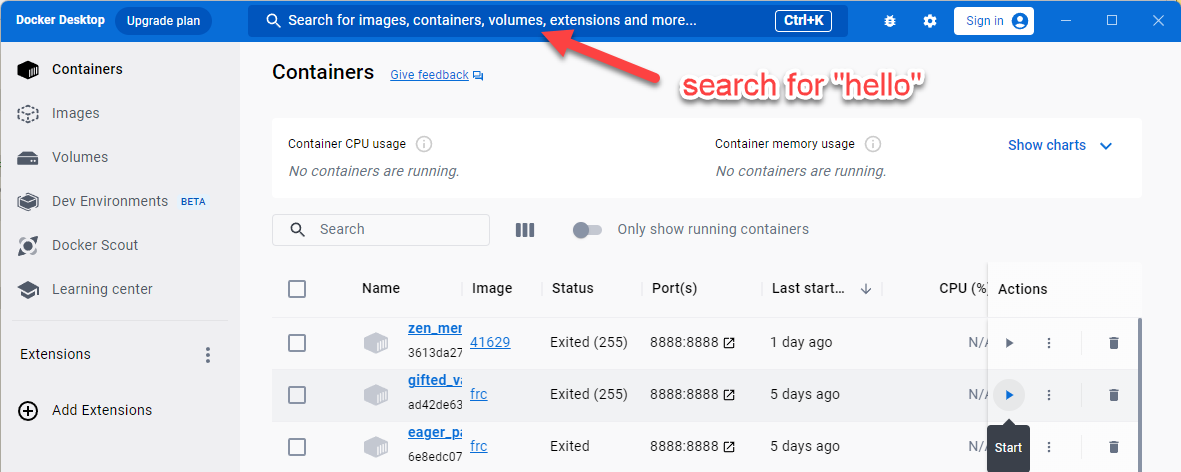 Docker Desktop Upgrade plan Search for images, containers, volumes, extensions and more... Ctrl+K Sign in
search for "hello"
Containers
Images
Volumes
Dev Environments BETA
Docker Scout
Learning center
Extensions
Add Extensions
Containers Give feedback
Container CPU usage
No containers are running.
Container memory usage
No containers are running.
Show charts
Search Only show running containers
Name Image Status Port(s) Last start... CPU (% Actions
zen_mer
3613da27
41629 Exited (255) 8888:8888 1 day ago N/A
gifted_va
ad42de63
frc Exited (255) 8888:8888 5 days ago N/A
eager_pa
6e8edc07
frc Exited 8888:8888 5 days ago N/A
Start